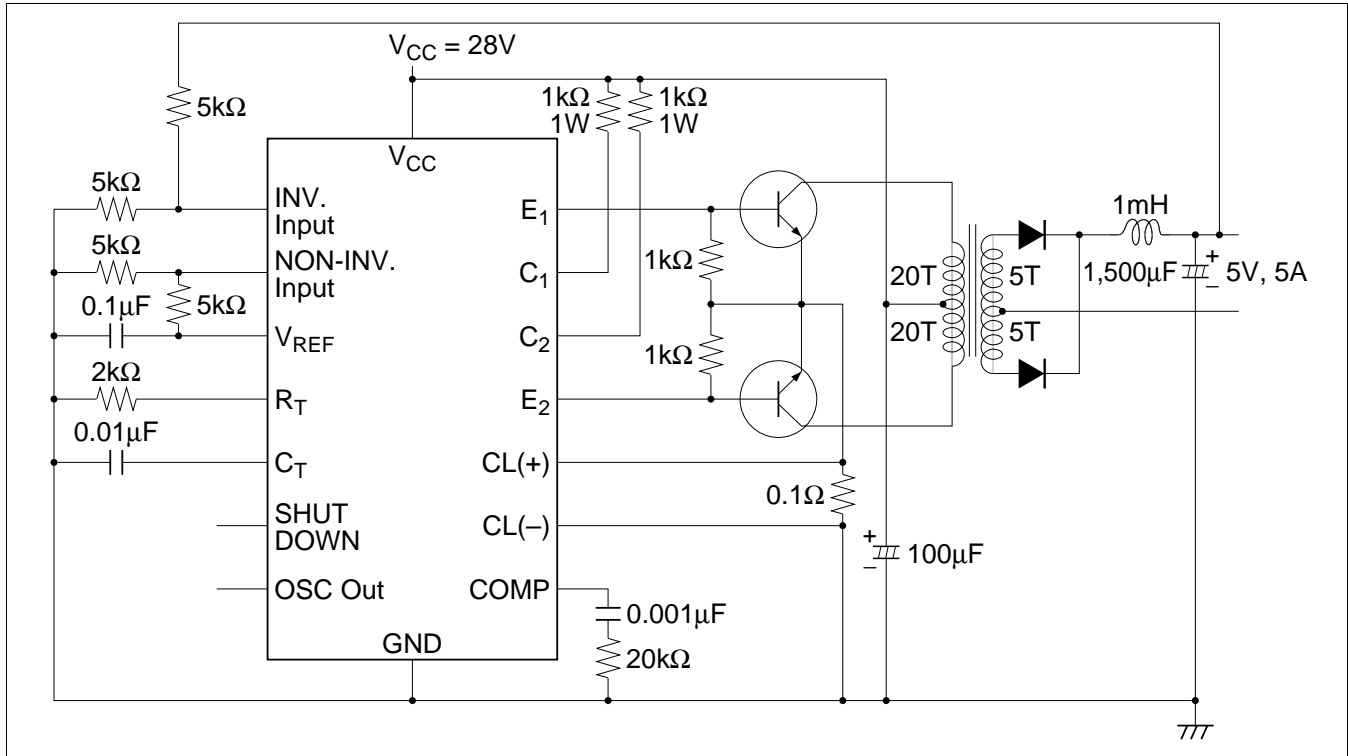 V_CC = 28V
5kΩ
1kΩ
1W
1kΩ
1W
V_CC
5kΩ
INV.
Input
E_1
1mH
5kΩ
NON-INV.
Input
1kΩ
C_1
20T
5T
1,500µF
+
–
5V, 5A
0.1µF
5kΩ
V_REF
C_2
1kΩ
20T
5T
2kΩ
R_T
E_2
0.01µF
C_T
CL(+)
0.1Ω
SHUT
DOWN
CL(–)
+
–
100µF
OSC Out
COMP
0.001µF
GND
20kΩ